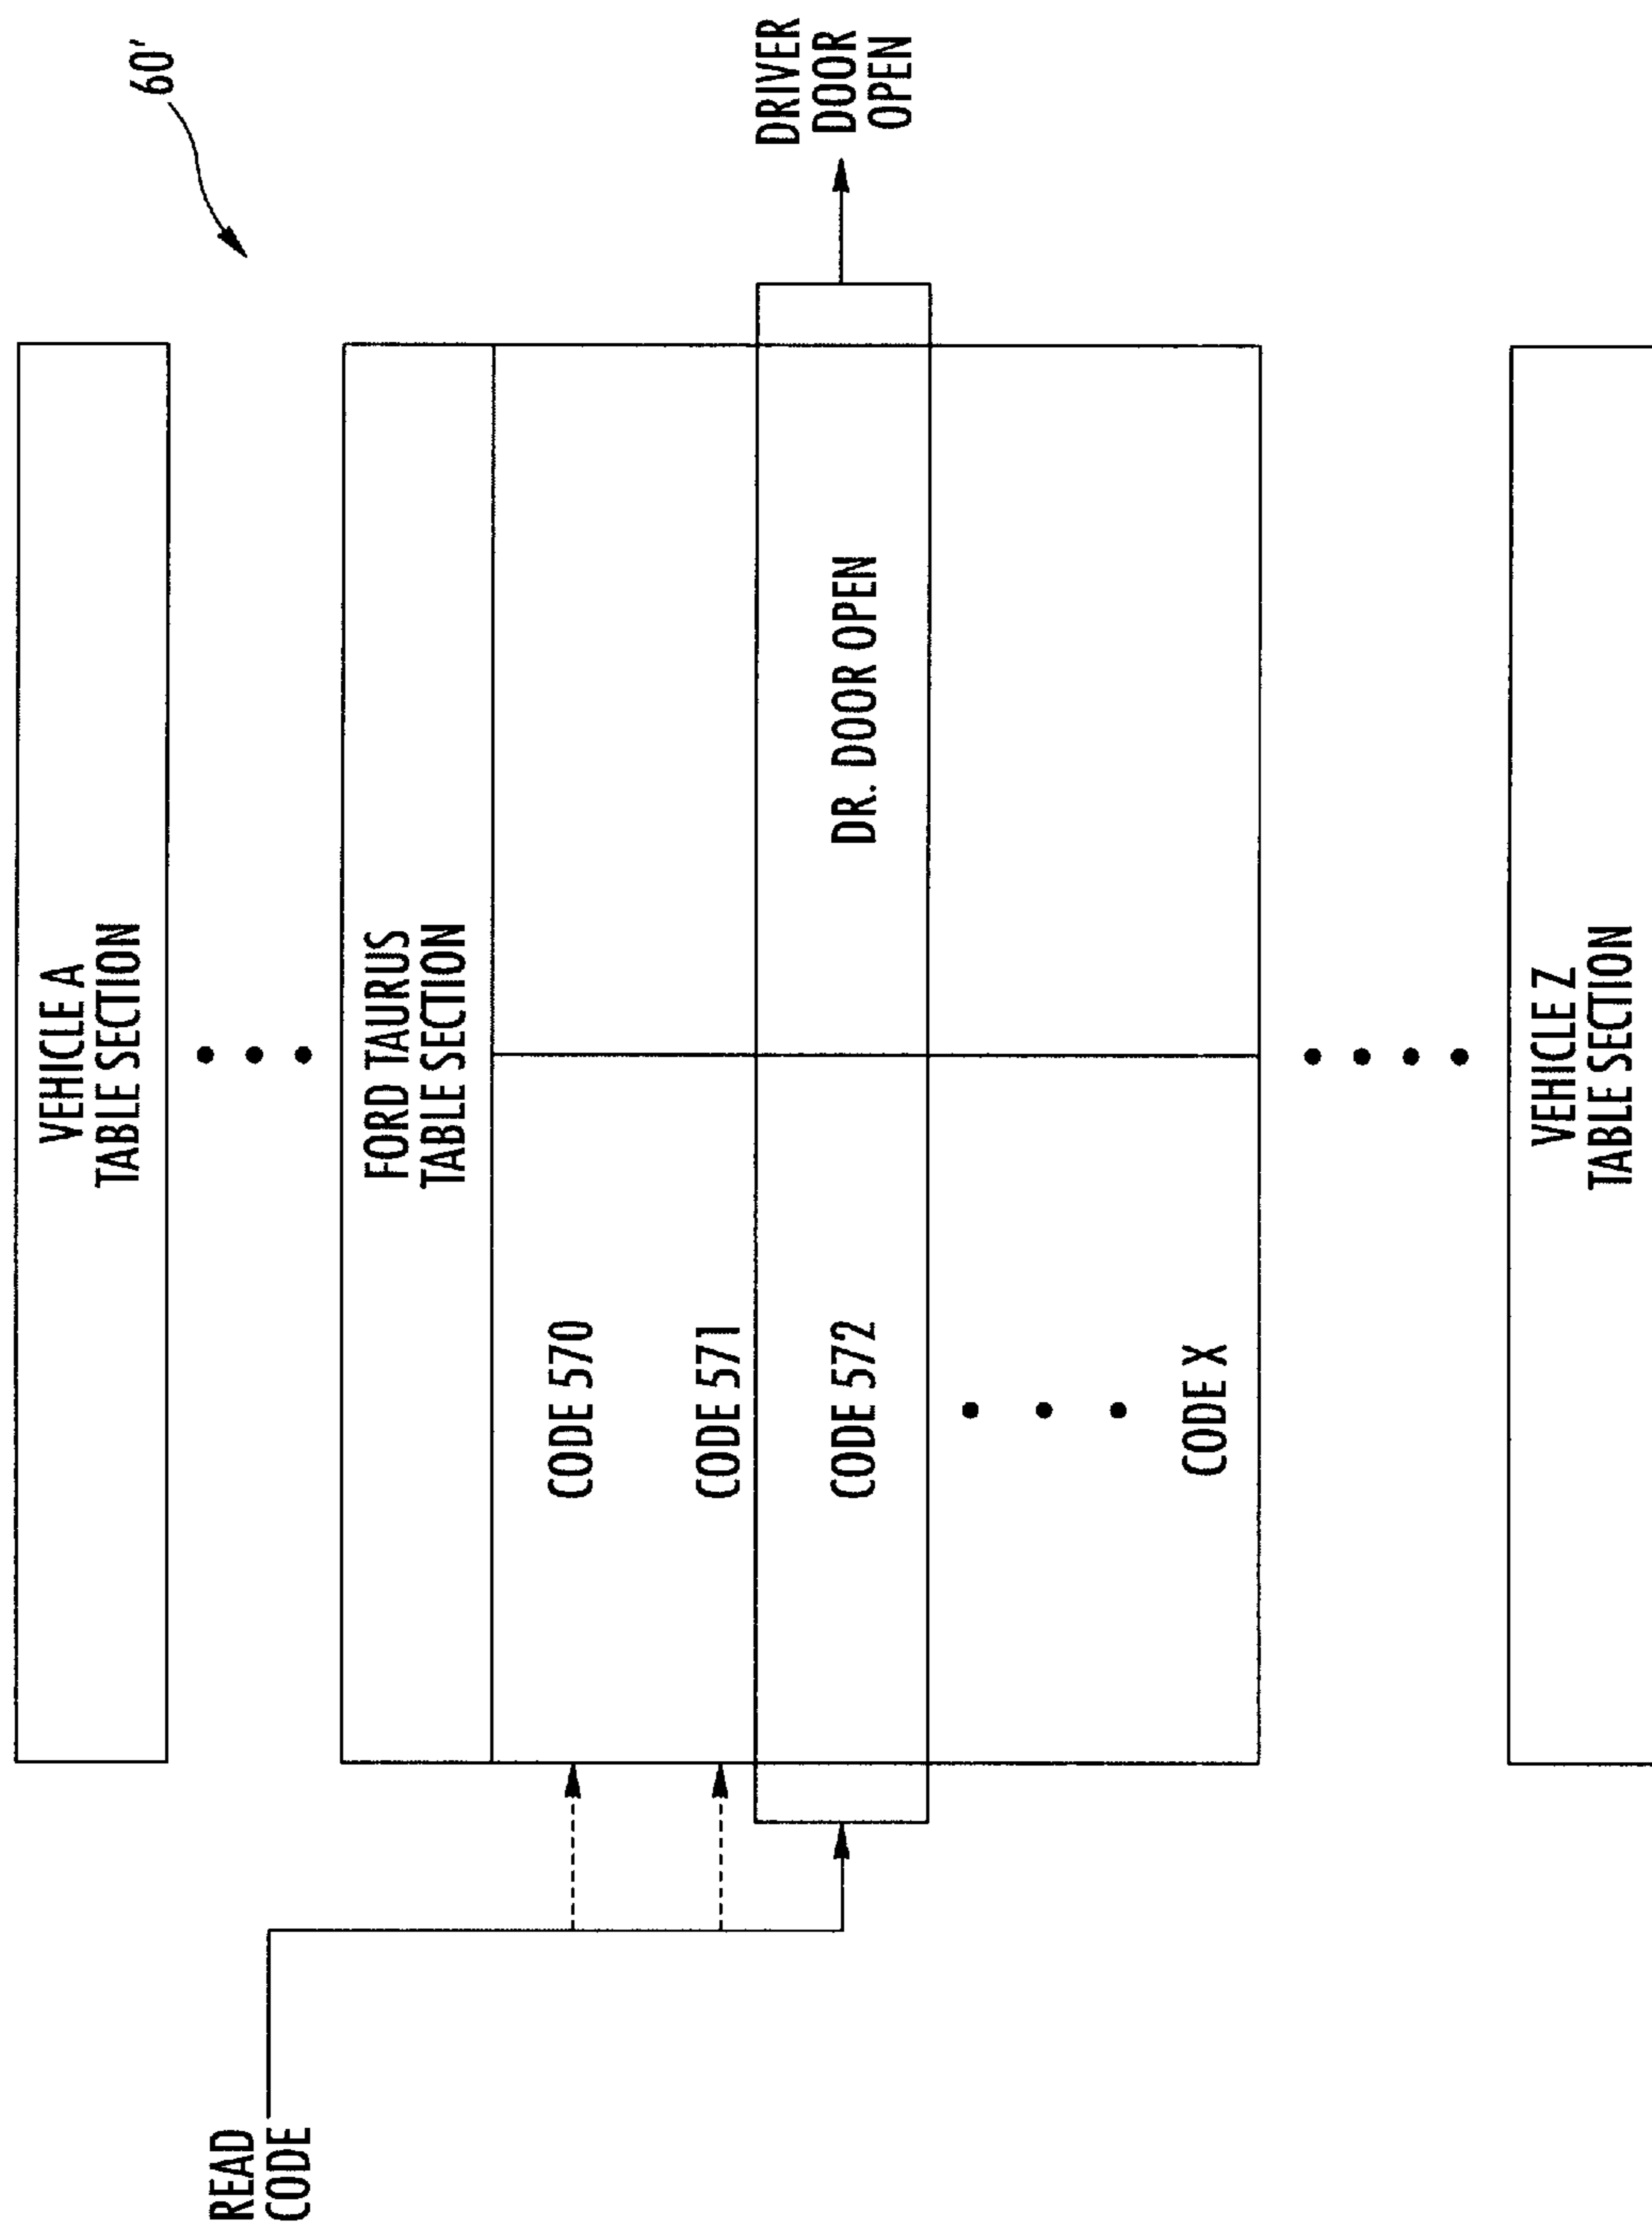 60'
VEHICLE A
TABLE SECTION
FORD TAURUS
TABLE SECTION
READ
CODE
CODE 570
CODE 571
CODE 572
DR. DOOR OPEN
DRIVER
DOOR
OPEN
CODE X
VEHICLE Z
TABLE SECTION